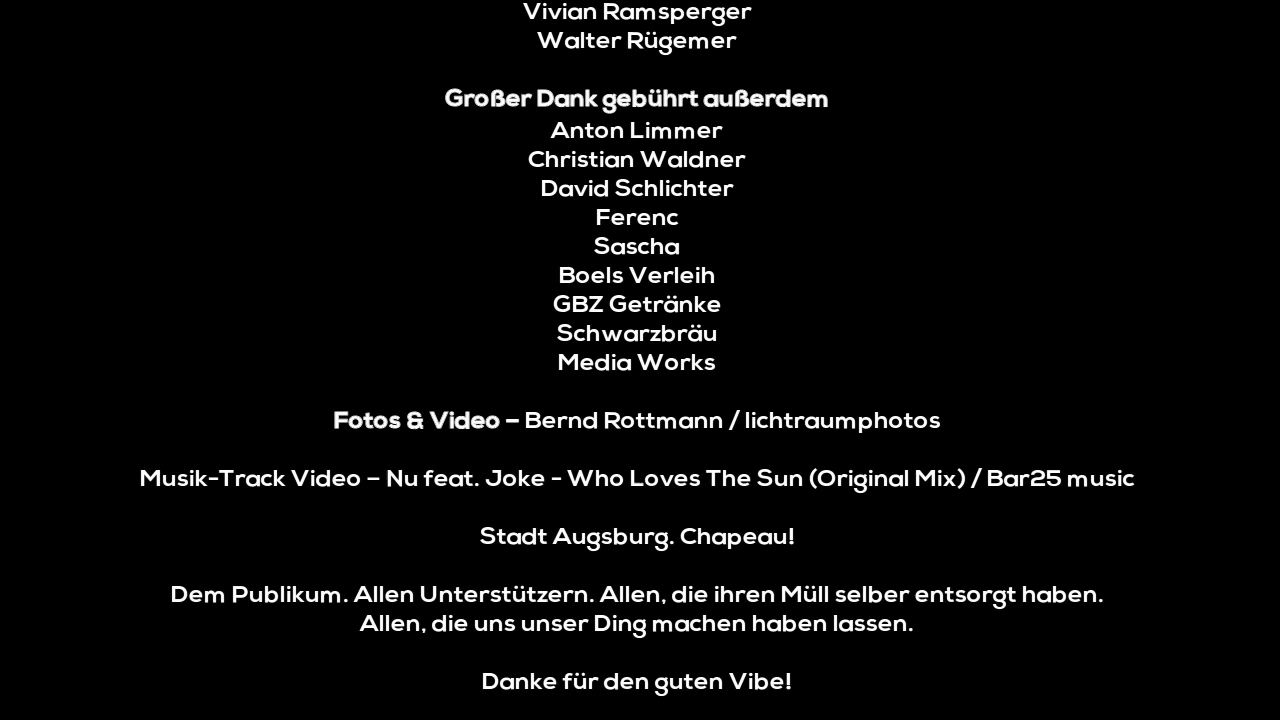 Vivian Ramsperger
Walter Rügemer
Großer Dank gebührt außerdem
Anton Limmer
Christian Waldner
David Schlichter
Ferenc
Sascha
Boels Verleih
GBZ Getränke
Schwarzbräu
Media Works
Fotos & Video – Bernd Rottmann / lichtraumphotos
Musik-Track Video – Nu feat. Joke - Who Loves The Sun (Original Mix) / Bar25 music
Stadt Augsburg. Chapeau!
Dem Publikum. Allen Unterstützern. Allen, die ihren Müll selber entsorgt haben.
Allen, die uns unser Ding machen haben lassen.
Danke für den guten Vibe!